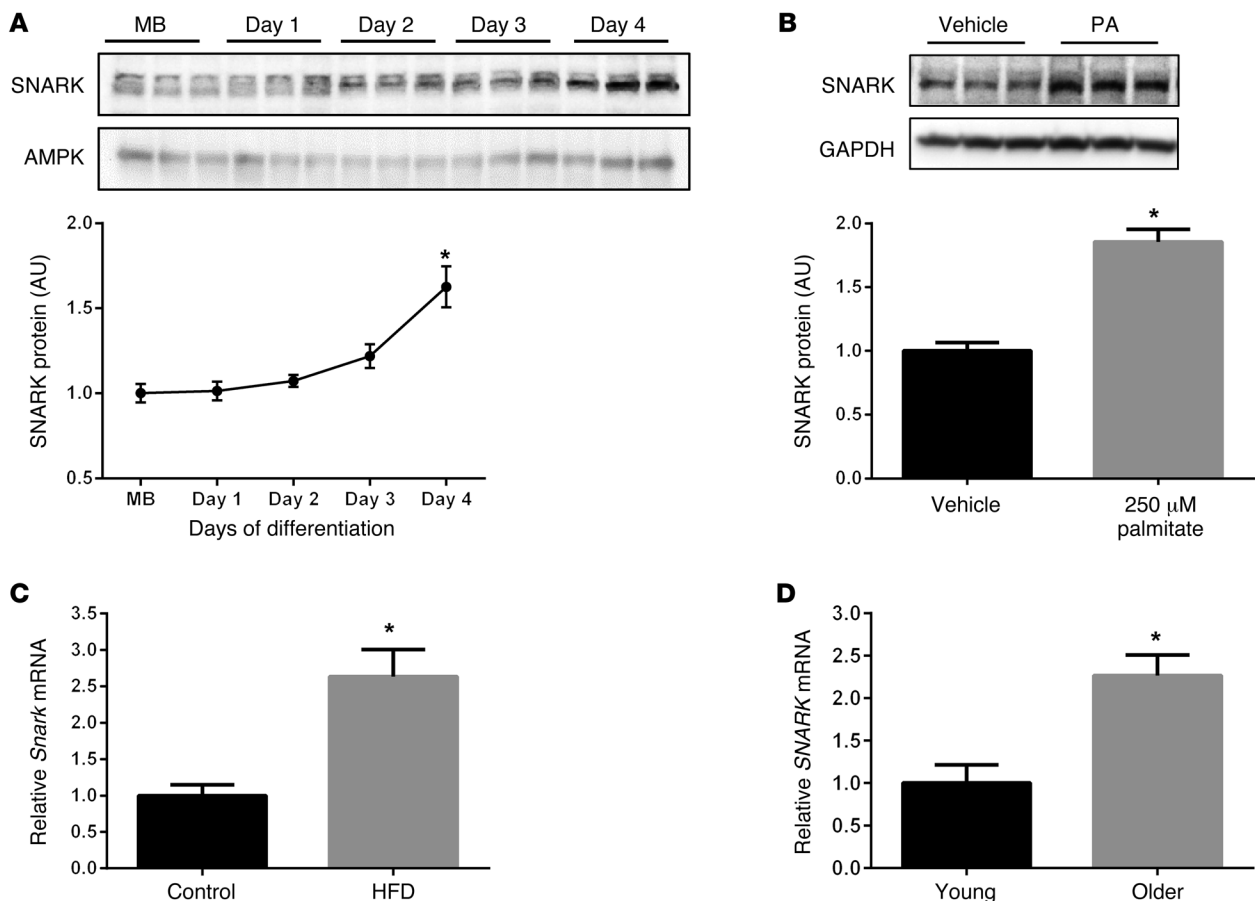 A
MB Day 1 Day 2 Day 3 Day 4
SNARK
AMPK
2.0
1.5
1.0
0.5
SNARK protein (AU)
MB Day 1 Day 2 Day 3 Day 4
Days of differentiation
*
B
Vehicle PA
SNARK
GAPDH
2.0
1.5
1.0
0.5
0.0
SNARK protein (AU)
*
Vehicle 250 μM
palmitate
C
3.5
3.0
2.5
2.0
1.5
1.0
0.5
0.0
Relative Snark mRNA
*
Control HFD
D
3.0
2.5
2.0
1.5
1.0
0.5
0.0
Relative SNARK mRNA
*
Young Older